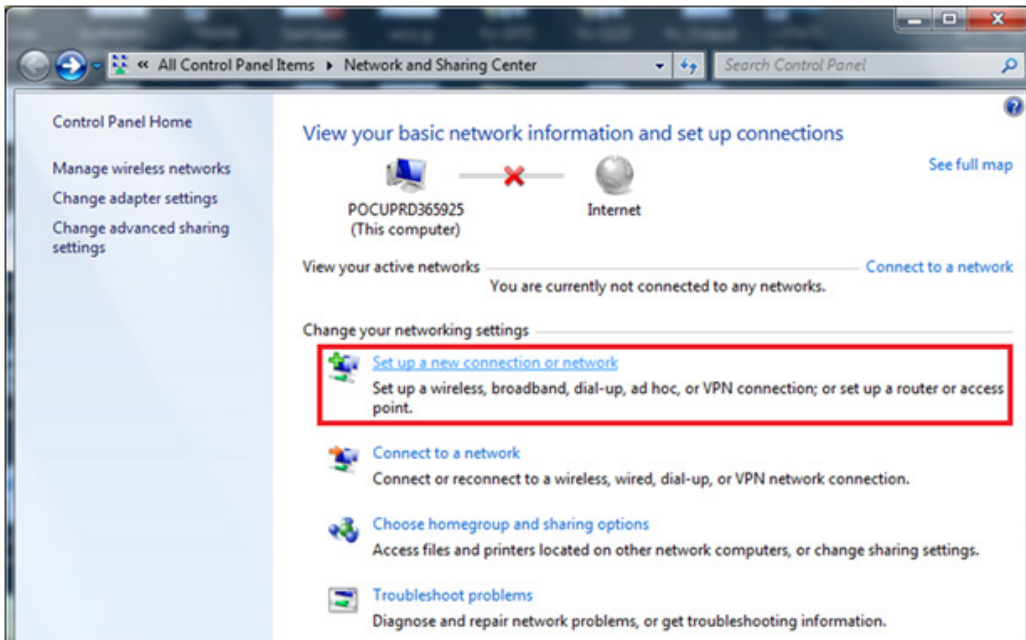 « All Control Panel Items ▸ Network and Sharing Center
Search Control Panel
Control Panel Home
Manage wireless networks
Change adapter settings
Change advanced sharing
settings
View your basic network information and set up connections
See full map
POCUPRD365925
(This computer)
Internet
View your active networks
Connect to a network
You are currently not connected to any networks.
Change your networking settings
Set up a new connection or network
Set up a wireless, broadband, dial-up, ad hoc, or VPN connection; or set up a router or access
point.
Connect to a network
Connect or reconnect to a wireless, wired, dial-up, or VPN network connection.
Choose homegroup and sharing options
Access files and printers located on other network computers, or change sharing settings.
Troubleshoot problems
Diagnose and repair network problems, or get troubleshooting information.